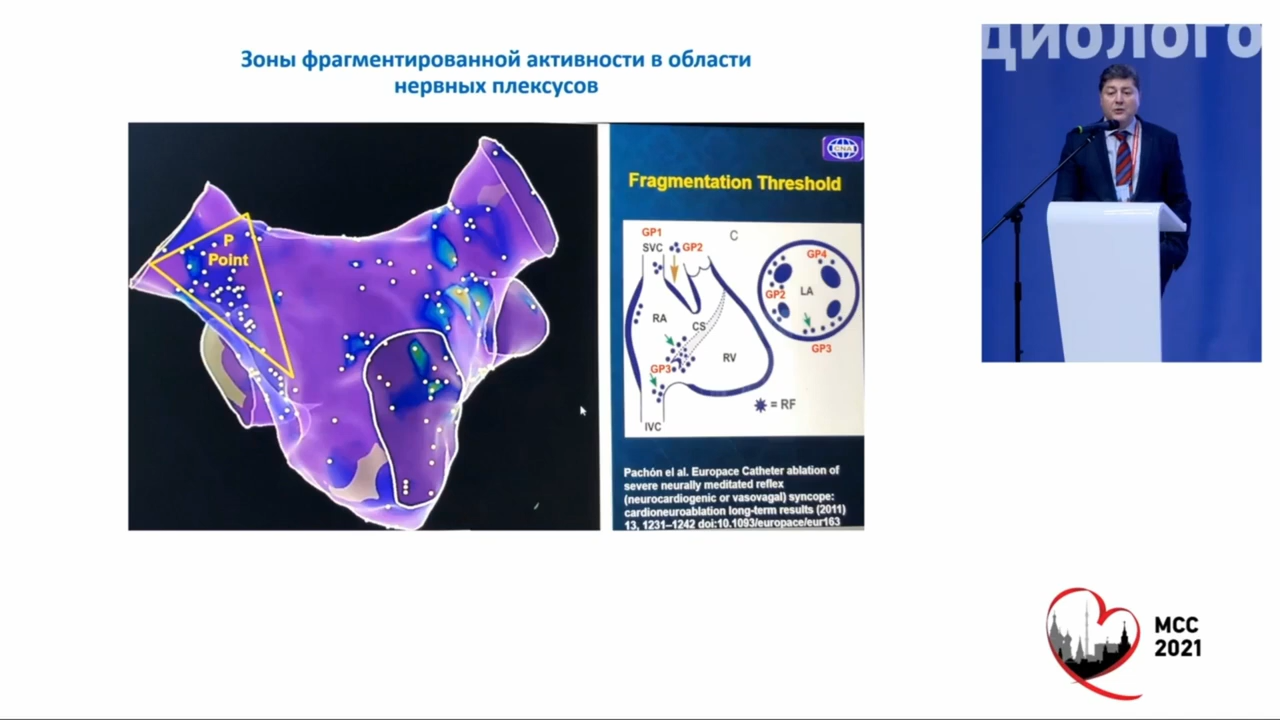 Зоны фрагментированной активности в области
нервных плексусов
P
Point
CNA
Fragmentation Threshold
GP1
SVC
GP2
C
GP4
GP2
LA
RA
CS
RV
GP3
GP3
= RF
IVC
Pachón el al. Europace Catheter ablation of
severe neurally meditated reflex
(neurocardiogenic or vasovagal) syncope:
cardioneuroablation long-term results (2011)
13, 1231–1242 doi:10.1093/europace/eur163
диолого
МСС
2021